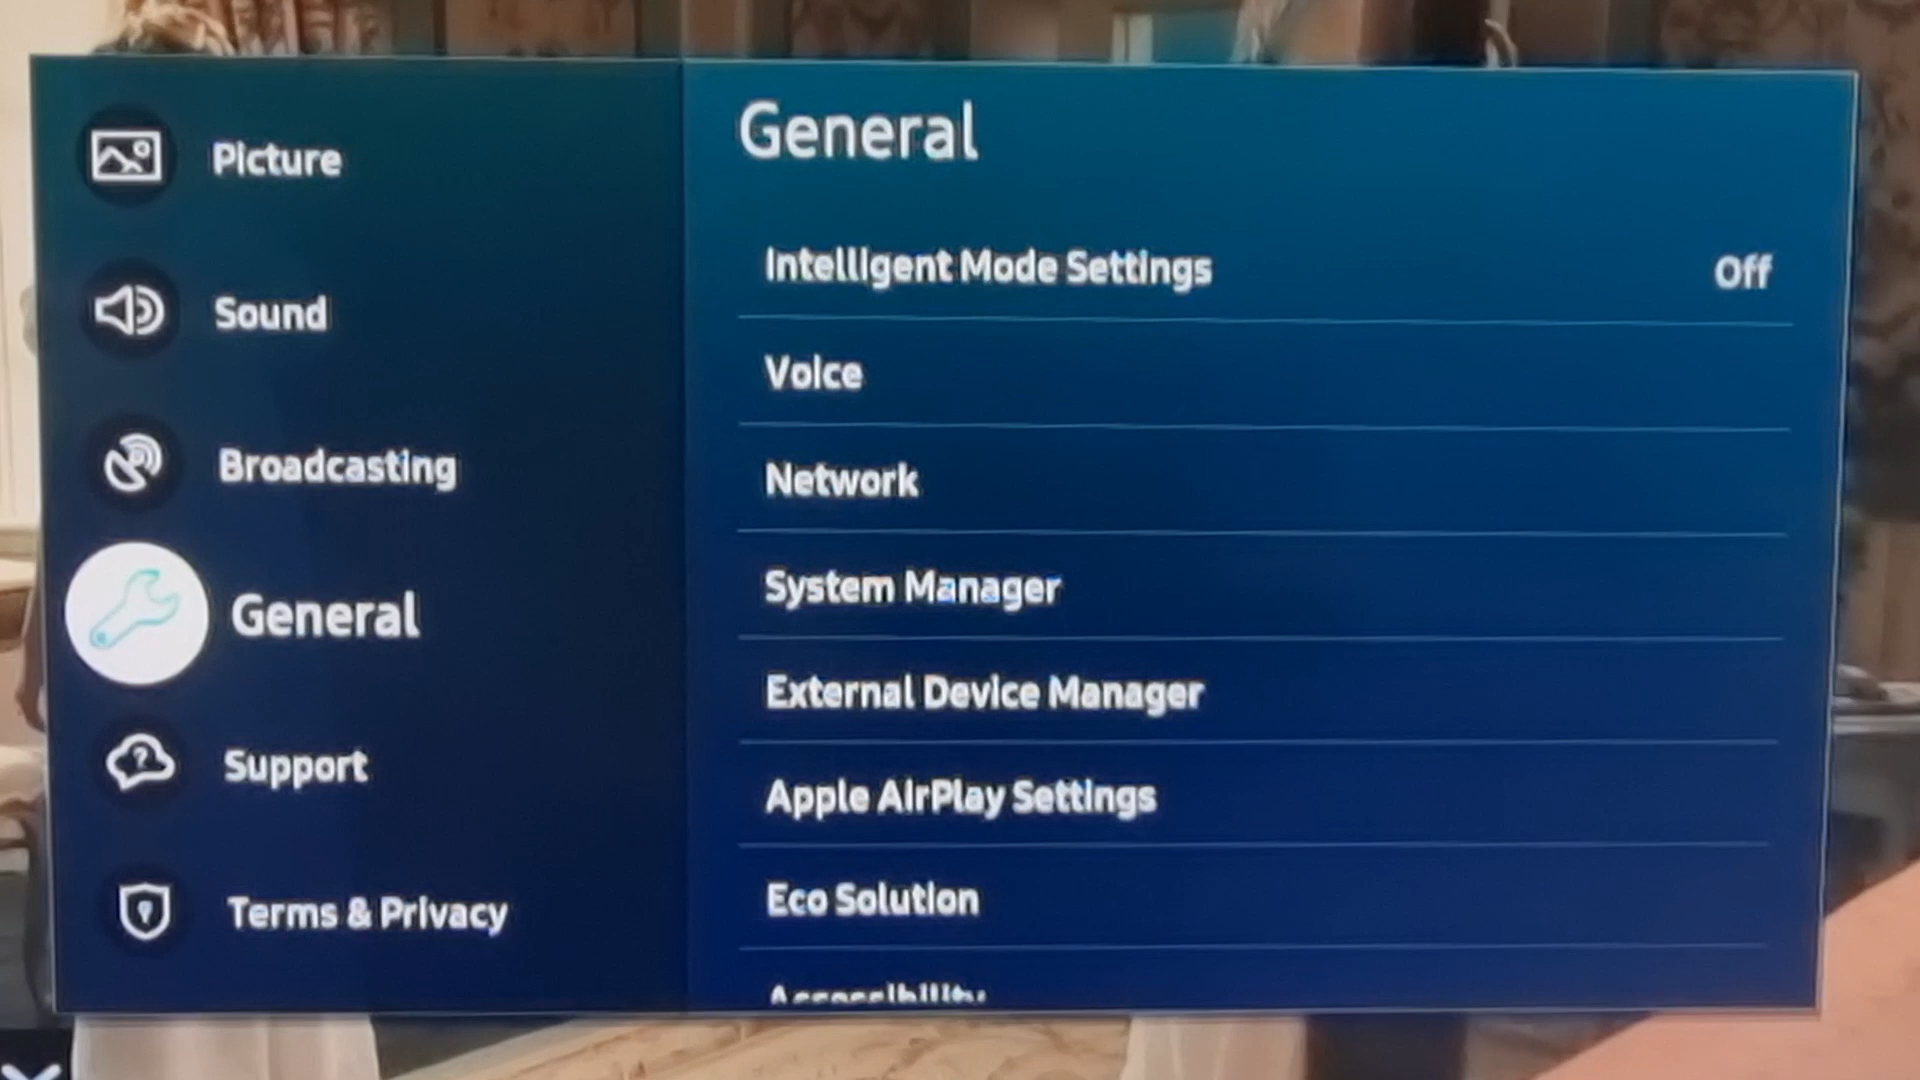 Picture
Sound
Broadcasting
General
Support
Terms & Privacy
General
Intelligent Mode Settings Off
Voice
Network
System Manager
External Device Manager
Apple AirPlay Settings
Eco Solution
Accessibility